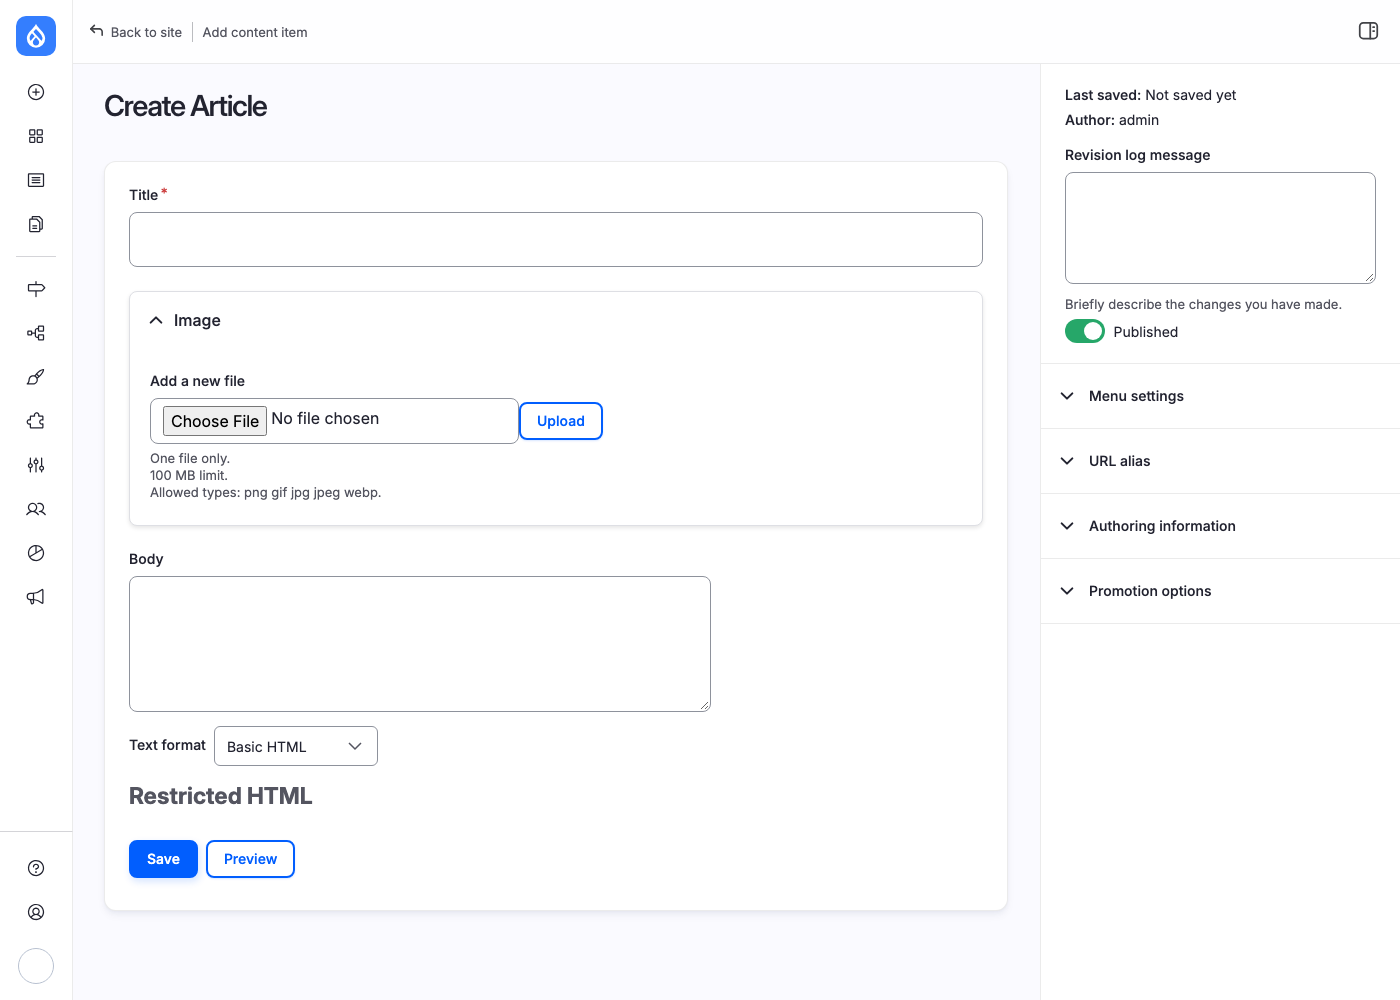 Back to site
Add content item
Create Article
Title *
Image
Add a new file
Choose File No file chosen
Upload
One file only.
100 MB limit.
Allowed types: png gif jpg jpeg webp.
Body
Text format
Basic HTML
Restricted HTML
Save
Preview
Last saved: Not saved yet
Author: admin
Revision log message
Briefly describe the changes you have made.
Published
Menu settings
URL alias
Authoring information
Promotion options